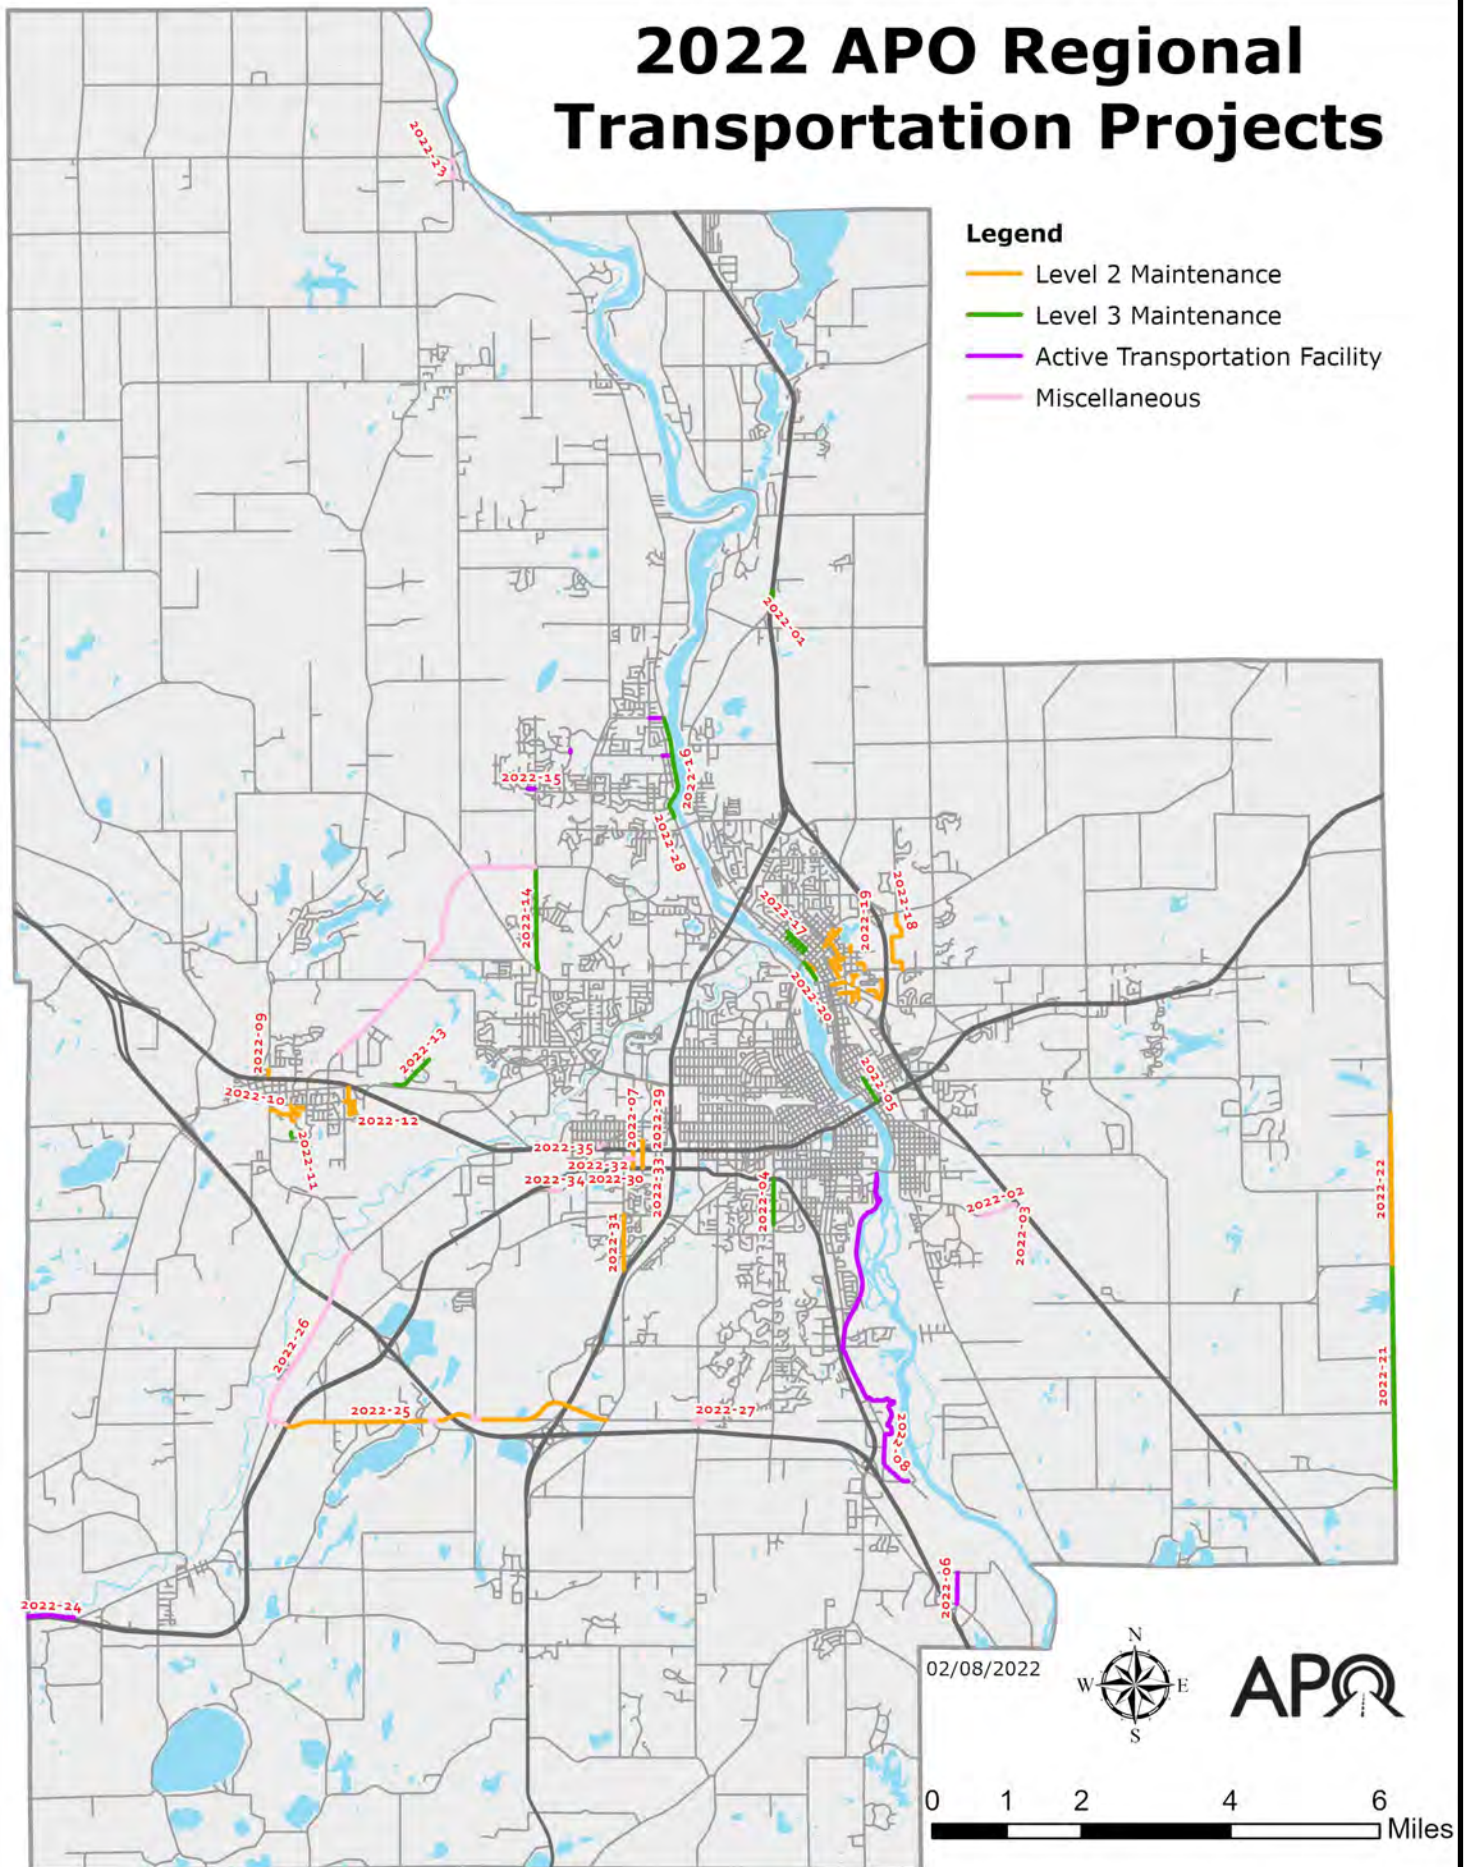 2022 APO Regional
Transportation Projects
Legend
Level 2 Maintenance
Level 3 Maintenance
Active Transportation Facility
Miscellaneous
2022-23
2022-01
2022-16
2022-15
2022-28
2022-14
2022-17
2022-19
2022-18
2022-20
2022-09
2022-13
2022-10
2022-12
2022-11
2022-05
2022-07
2022-29
2022-35
2022-32
2022-34
2022-30
2022-33
2022-04
2022-02
2022-03
2022-22
2022-31
2022-26
2022-21
2022-25
2022-27
2022-08
2022-06
2022-24
02/08/2022
N
W
E
S
APO
0 1 2 4 6
Miles